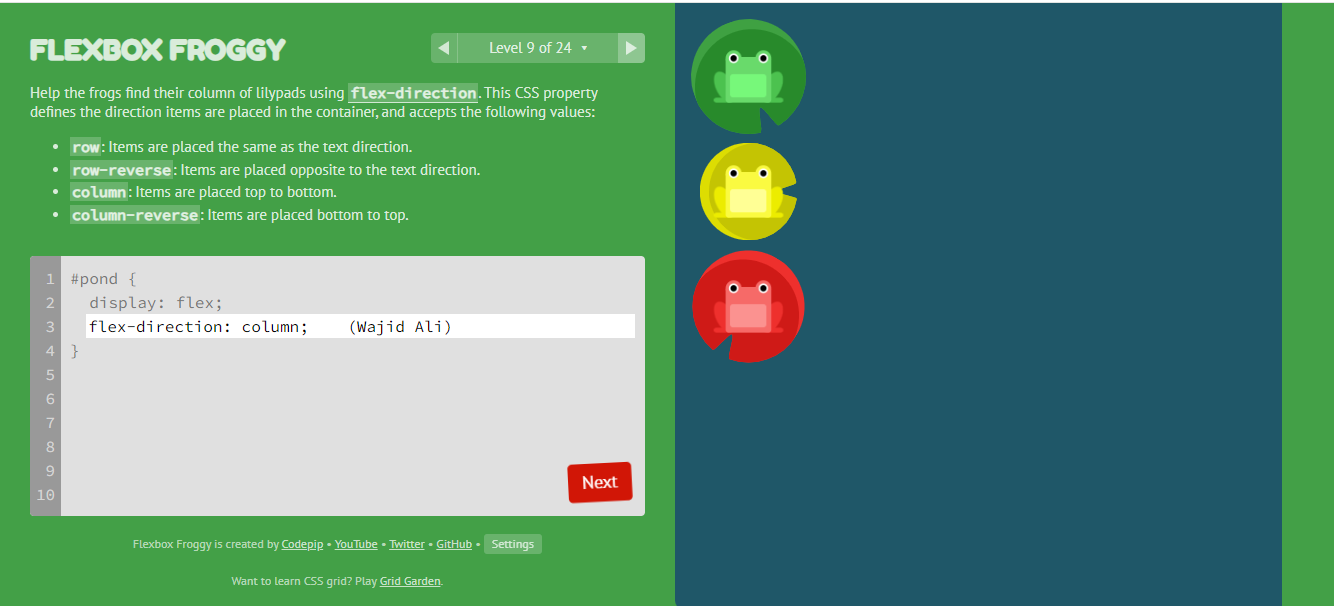 FLEXBOX FROGGY
Level 9 of 24
Help the frogs find their column of lilypads using flex-direction. This CSS property
defines the direction items are placed in the container, and accepts the following values:
• row: Items are placed the same as the text direction.
• row-reverse: Items are placed opposite to the text direction.
• column: Items are placed top to bottom.
• column-reverse: Items are placed bottom to top.
1 #pond {
2 display: flex;
3 flex-direction: column; (Wajid Ali)
4 }
5
6
7
8
9
10
Next
Flexbox Froggy is created by Codepip • YouTube • Twitter • GitHub • Settings
Want to learn CSS grid? Play Grid Garden.